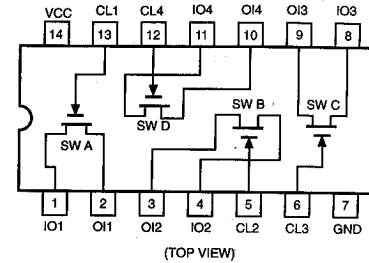 VCC CL1 CL4 IO4 OI4 OI3 IO3
14 13 12 11 10 9 8
SW A SW D SW B SW C
1 2 3 4 5 6 7
IO1 OI1 OI2 IO2 CL2 CL3 GND
(TOP VIEW)